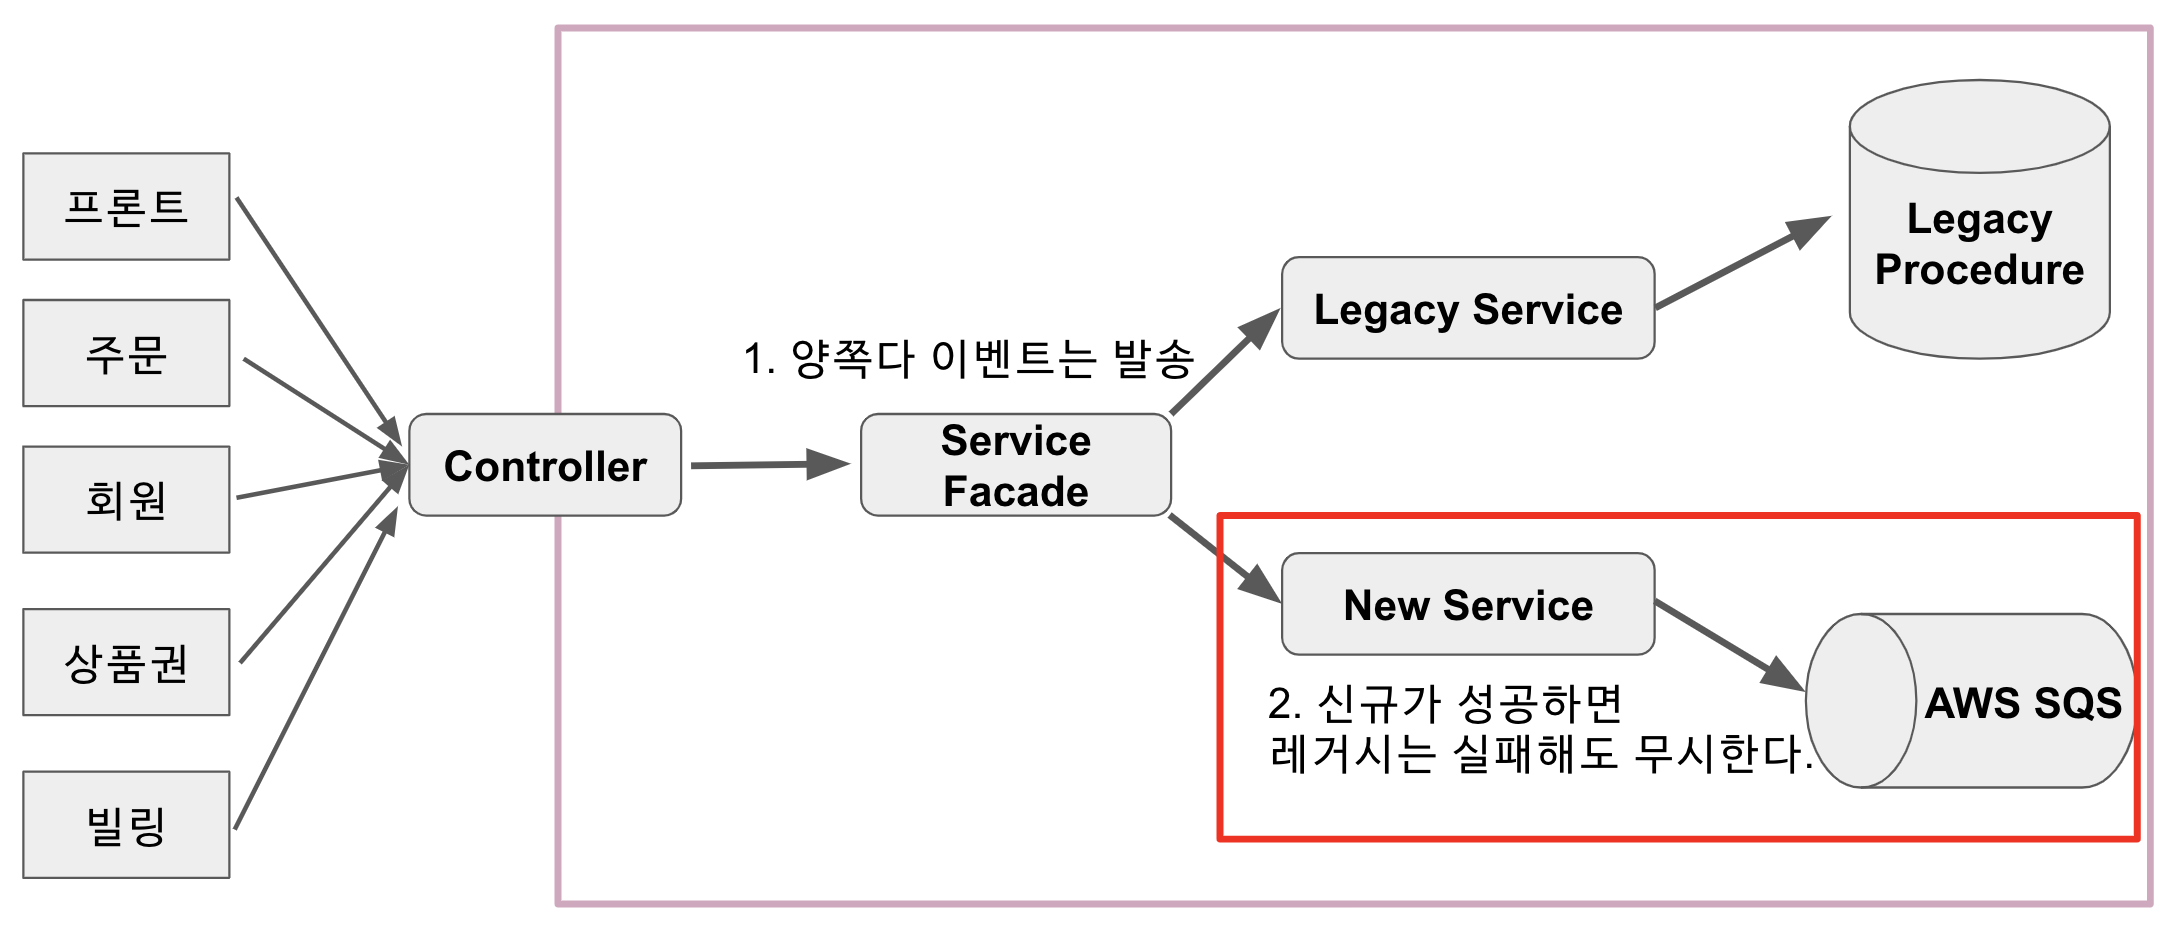 프론트
주문
회원
상품권
빌링
Controller
1. 양쪽다 이벤트는 발송
Service
Facade
Legacy Service
Legacy
Procedure
New Service
2. 신규가 성공하면
레거시는 실패해도 무시한다.
AWS SQS